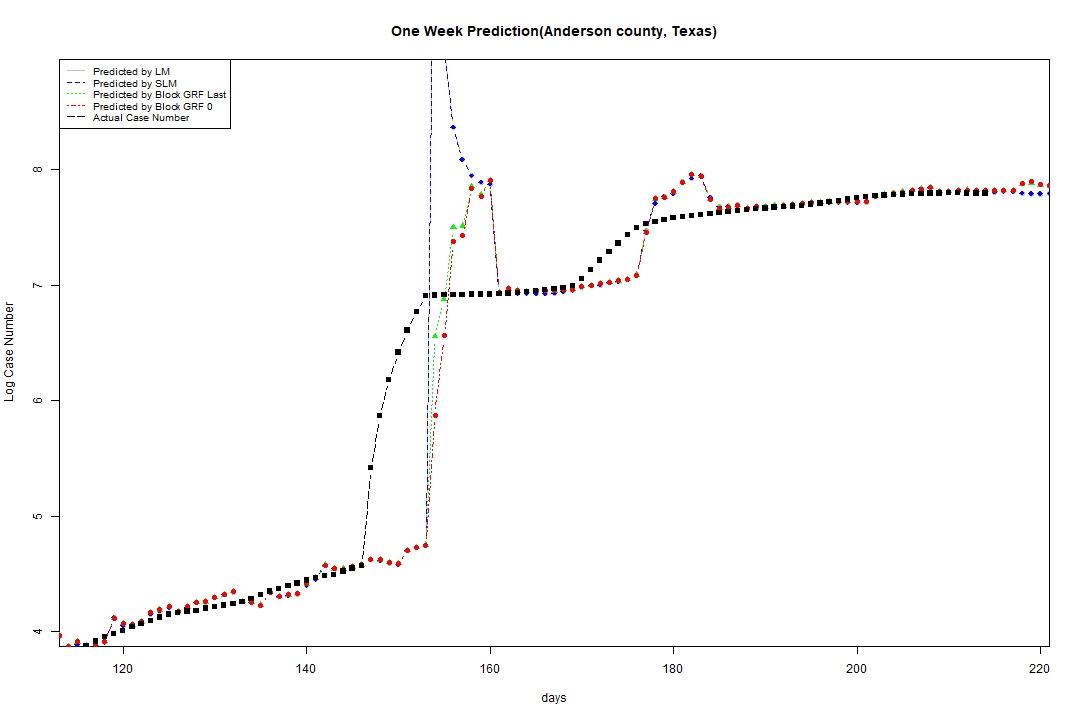 One Week Prediction(Anderson county, Texas)
Predicted by LM
Predicted by SLM
Predicted by Block GRF Last
Predicted by Block GRF 0
Actual Case Number
8
7
6
5
4
Log Case Number
120 140 160 180 200 220
days